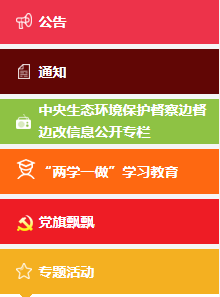 公告
通知
中央生态环境保护督察边督
边改信息公开专栏
“两学一做”学习教育
党旗飘飘
专题活动